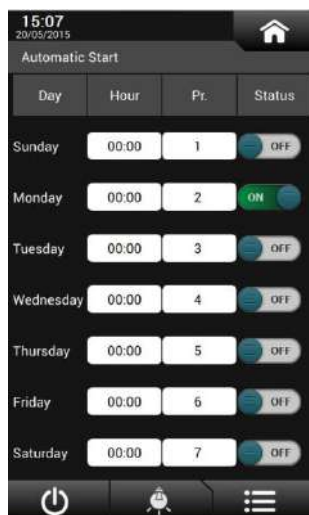 15:07
20/05/2015
Automatic Start
Day Hour Pr. Status
Sunday 00:00 1 OFF
Monday 00:00 2 ON
Tuesday 00:00 3 OFF
Wednesday 00:00 4 OFF
Thursday 00:00 5 OFF
Friday 00:00 6 OFF
Saturday 00:00 7 OFF